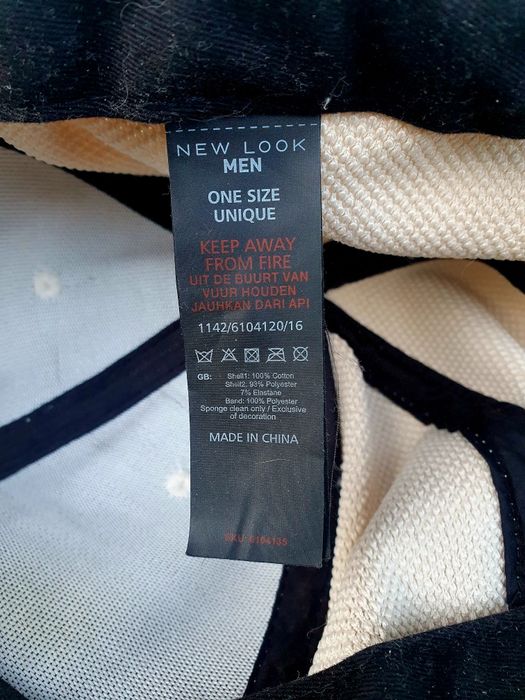 NEW LOOK
MEN
ONE SIZE
UNIQUE
KEEP AWAY
FROM FIRE
UIT DE BUURT VAN
VUUR HOUDEN
JAUHKAN DARI API
1142/6104120/16
GB: Shell1: 100% Cotton
Shell2: 93% Polyester
7% Elastane
Band: 100% Polyester
Sponge clean only / Exclusive
of decoration
MADE IN CHINA
SKU: 6104135